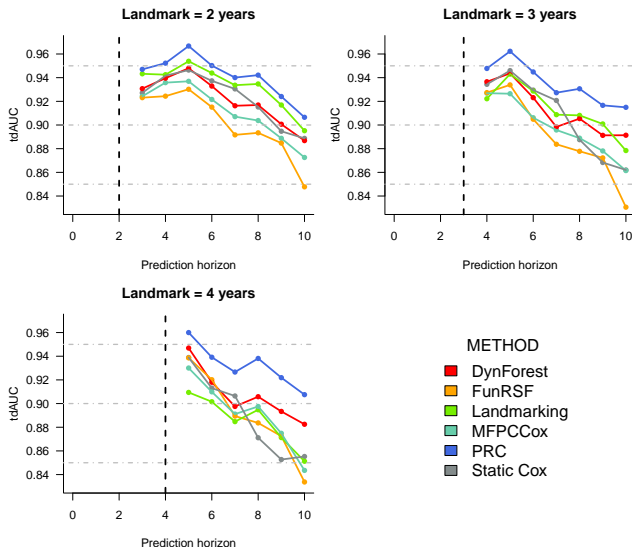 Landmark = 2 years
tdAUC
0.96
0.94
0.92
0.90
0.88
0.86
0.84
0 2 4 6 8 10
Prediction horizon
Landmark = 3 years
tdAUC
0.96
0.94
0.92
0.90
0.88
0.86
0.84
0 2 4 6 8 10
Prediction horizon
Landmark = 4 years
tdAUC
0.96
0.94
0.92
0.90
0.88
0.86
0.84
0 2 4 6 8 10
Prediction horizon
METHOD
DynForest
FunRSF
Landmarking
MFPCCox
PRC
Static Cox